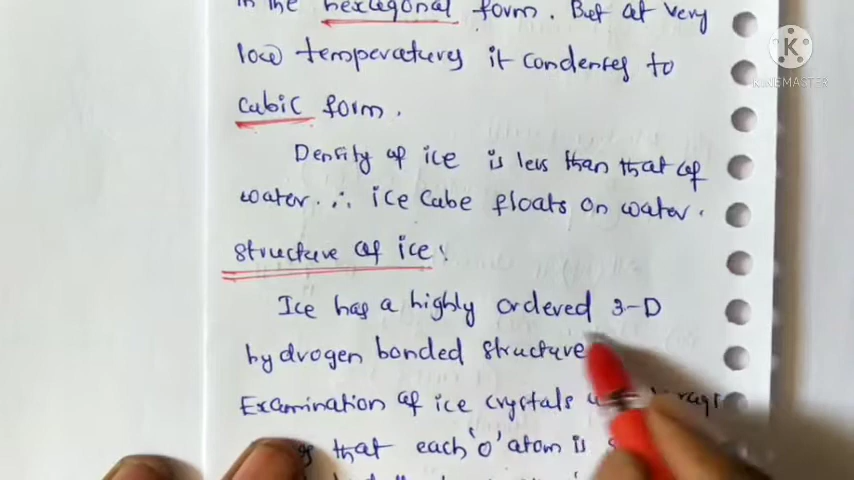 in the hexagonal form. But at very
low temperatures it condenses to
cubic form.
Density of ice is less than that of
water. ∴ ice cube floats on water.
structure of ice:
Ice has a highly ordered 3-D
hydrogen bonded structure
Examination of ice crystals
that each 'o' atom is
KINEMASTER